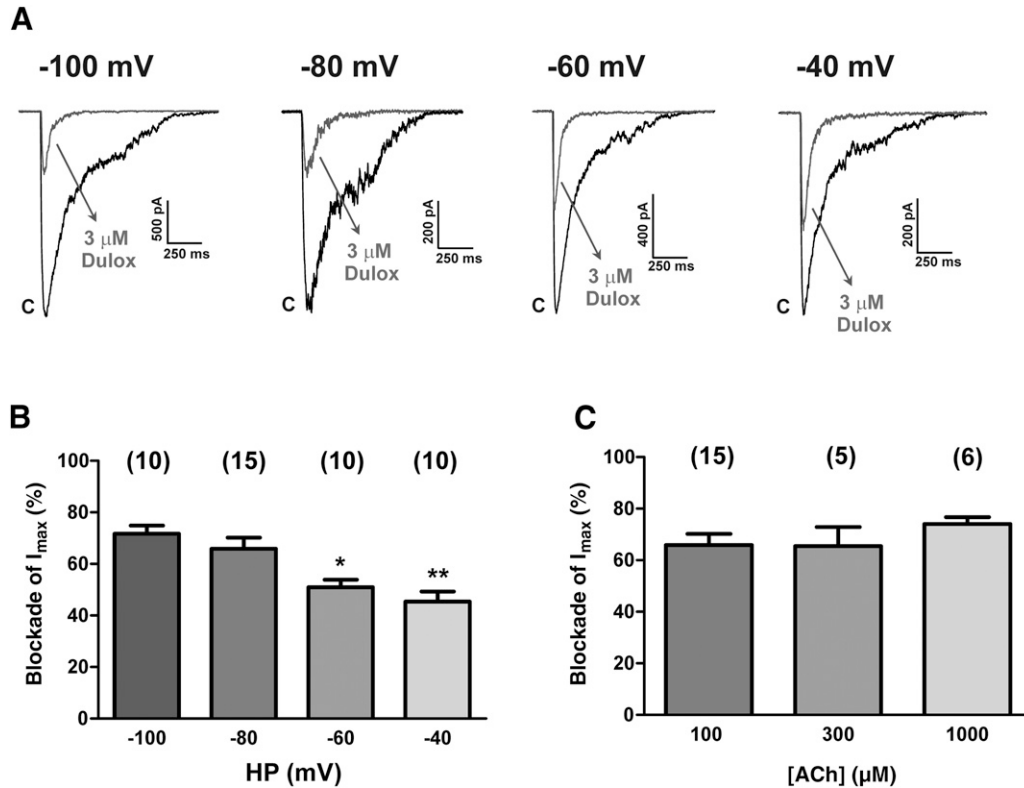 A
-100 mV
-80 mV
-60 mV
-40 mV
500 pA
250 ms
3 μM
Dulox
C
200 pA
250 ms
3 μM
Dulox
C
400 pA
250 ms
3 μM
Dulox
C
200 pA
250 ms
3 μM
Dulox
C
B
(10)
(15)
(10)
(10)
Blockade of Imax (%)
100
80
60
40
20
0
*
**
-100
-80
-60
-40
HP (mV)
C
(15)
(5)
(6)
Blockade of Imax (%)
100
80
60
40
20
0
100
300
1000
[ACh] (μM)